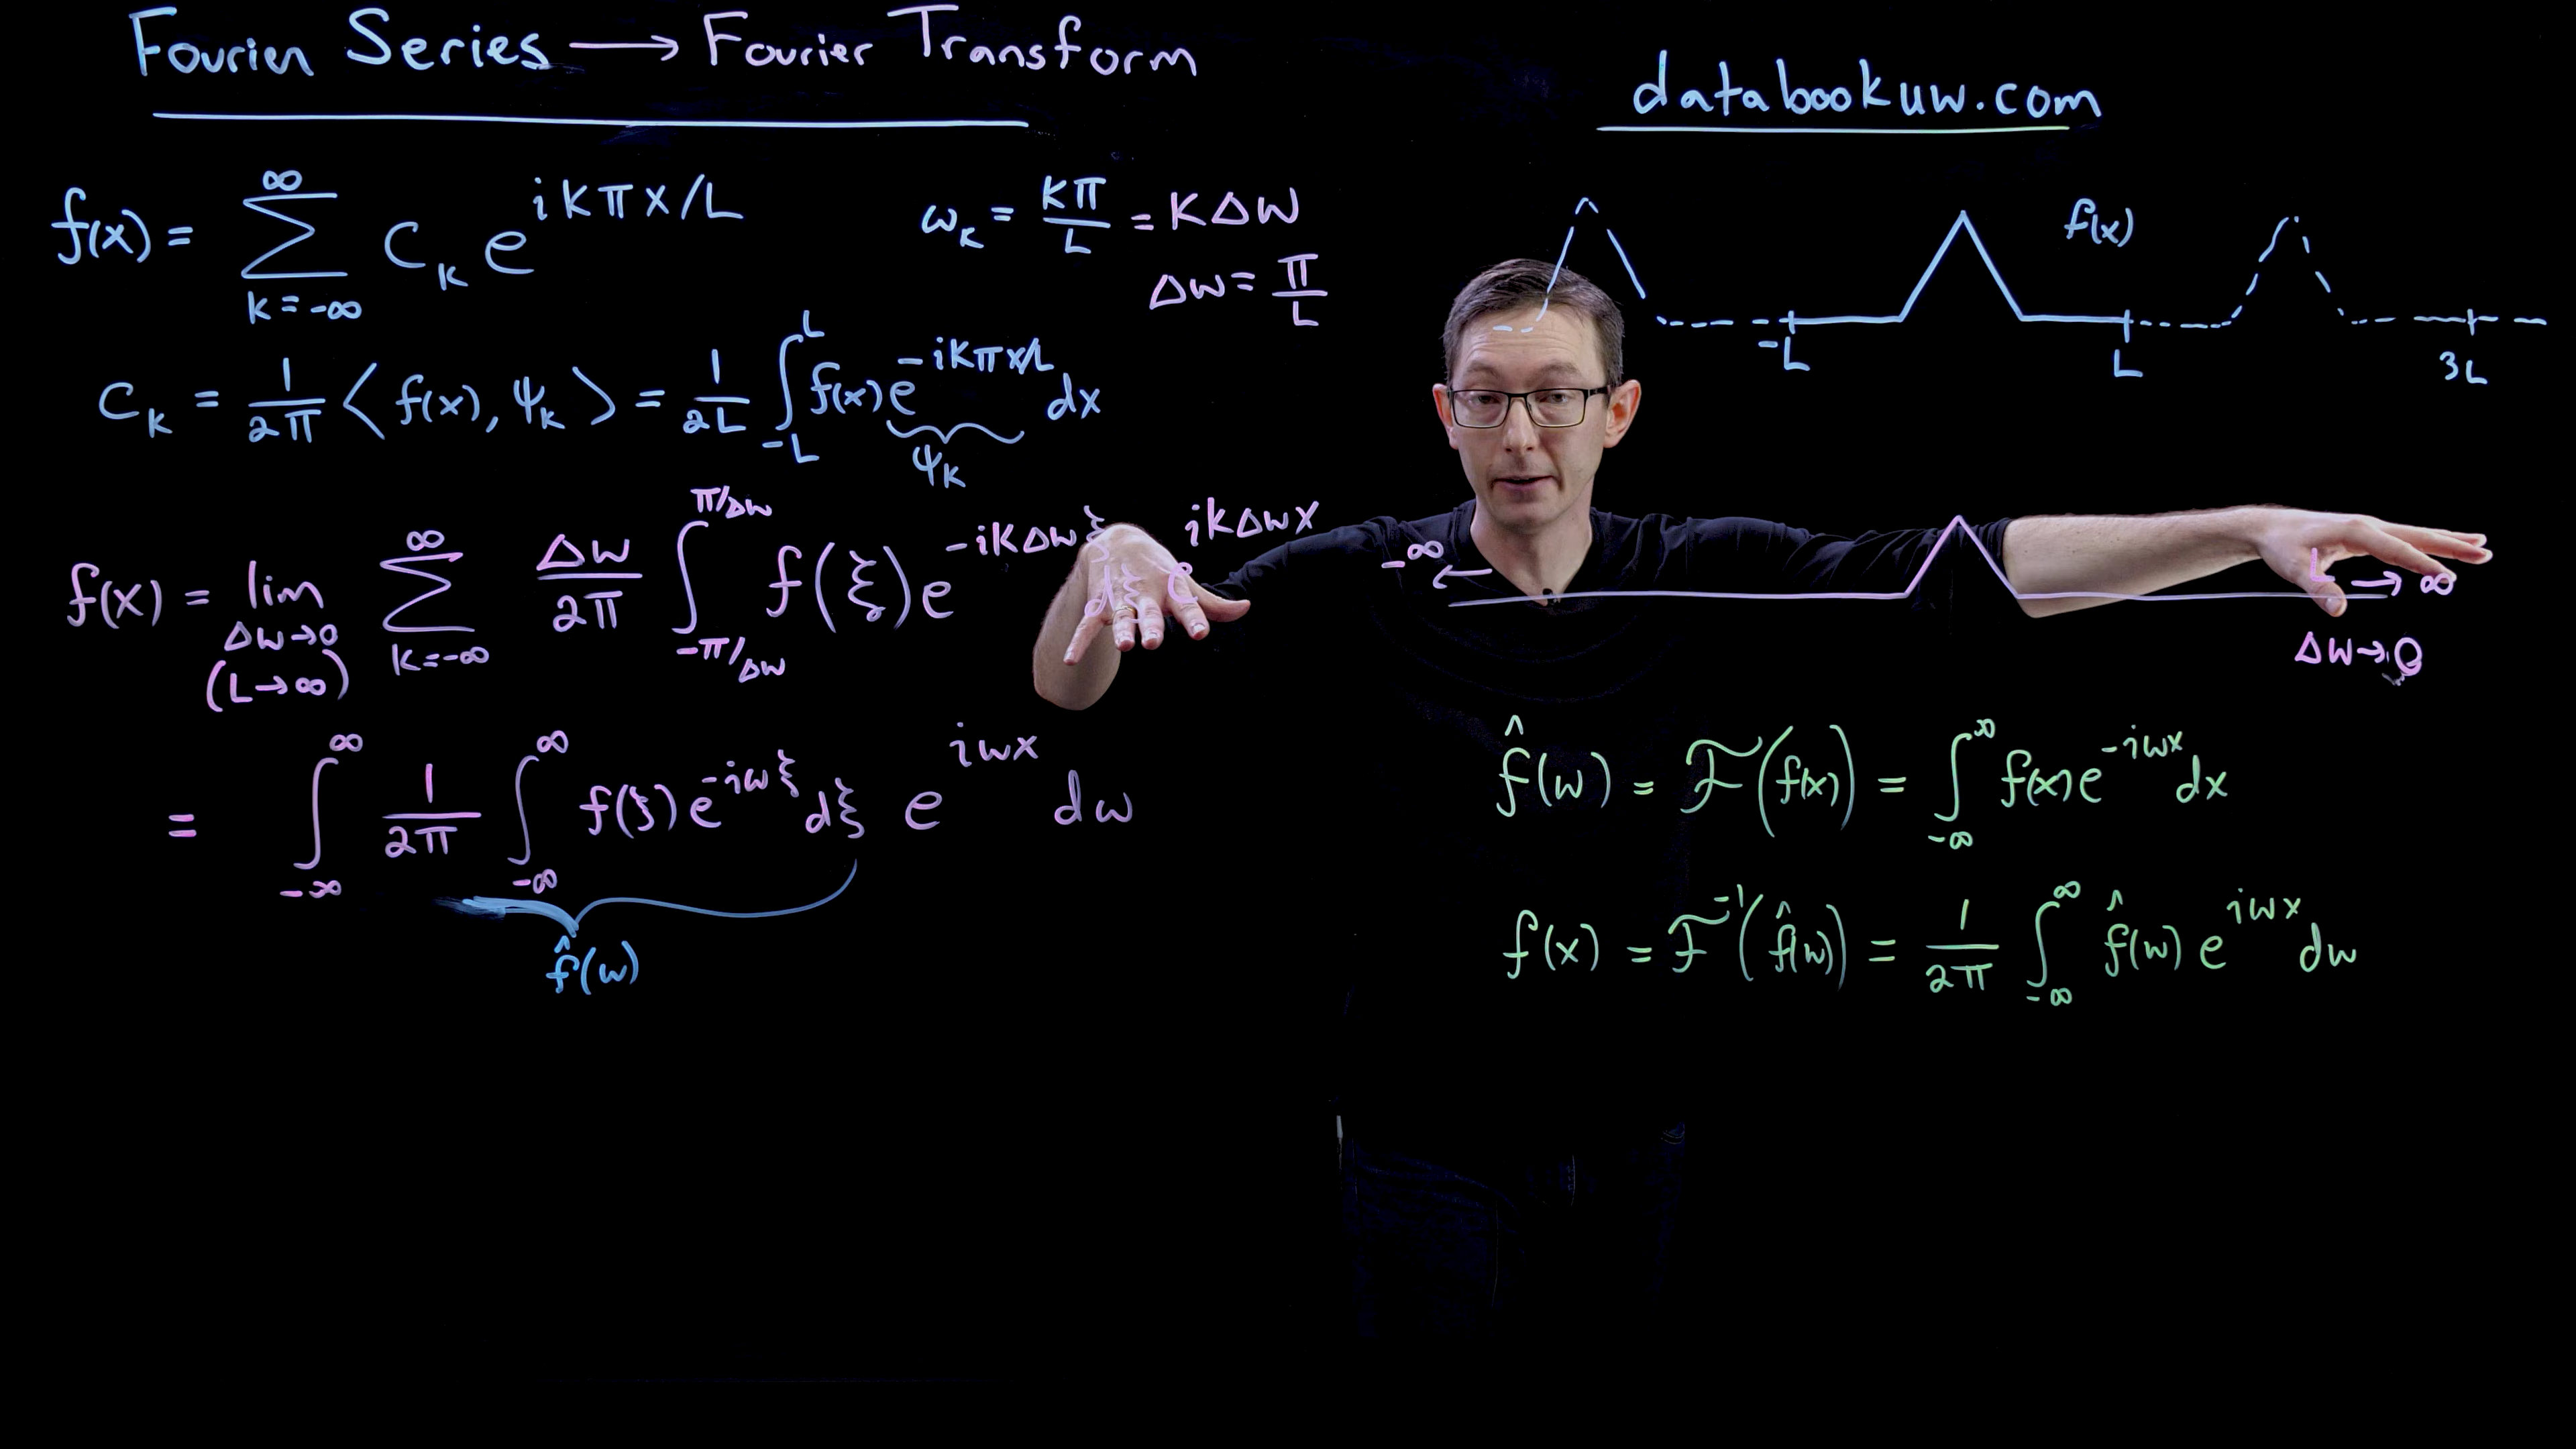 Fourier Series → Fourier Transform
databookuw.com
f(x) = ∑_{k=-∞}^{∞} C_k e^{ikπx/L}
ω_k = kπ/L = kΔω
Δω = π/L
C_k = 1/2π ⟨f(x), ψ_k⟩ = 1/2L ∫_{-L}^{L} f(x) e^{-ikπx/L} dx
ψ_k
f(x) = lim_{Δω→0 (L→∞)} ∑_{k=-∞}^{∞} Δω/2π ∫_{-π/Δω}^{π/Δω} f(ξ) e^{-ikΔωξ} dξ e^{ikΔωx}
= ∫_{-∞}^{∞} 1/2π ∫_{-∞}^{∞} f(ξ) e^{-iωξ} dξ e^{iωx} dω
f̂(ω)
f(x)
-L L 3L
-∞ ← L → ∞
Δω→0
f̂(ω) = F(f(x)) = ∫_{-∞}^{∞} f(x) e^{-iωx} dx
f(x) = F^{-1}(f̂(ω)) = 1/2π ∫_{-∞}^{∞} f̂(ω) e^{iωx} dω